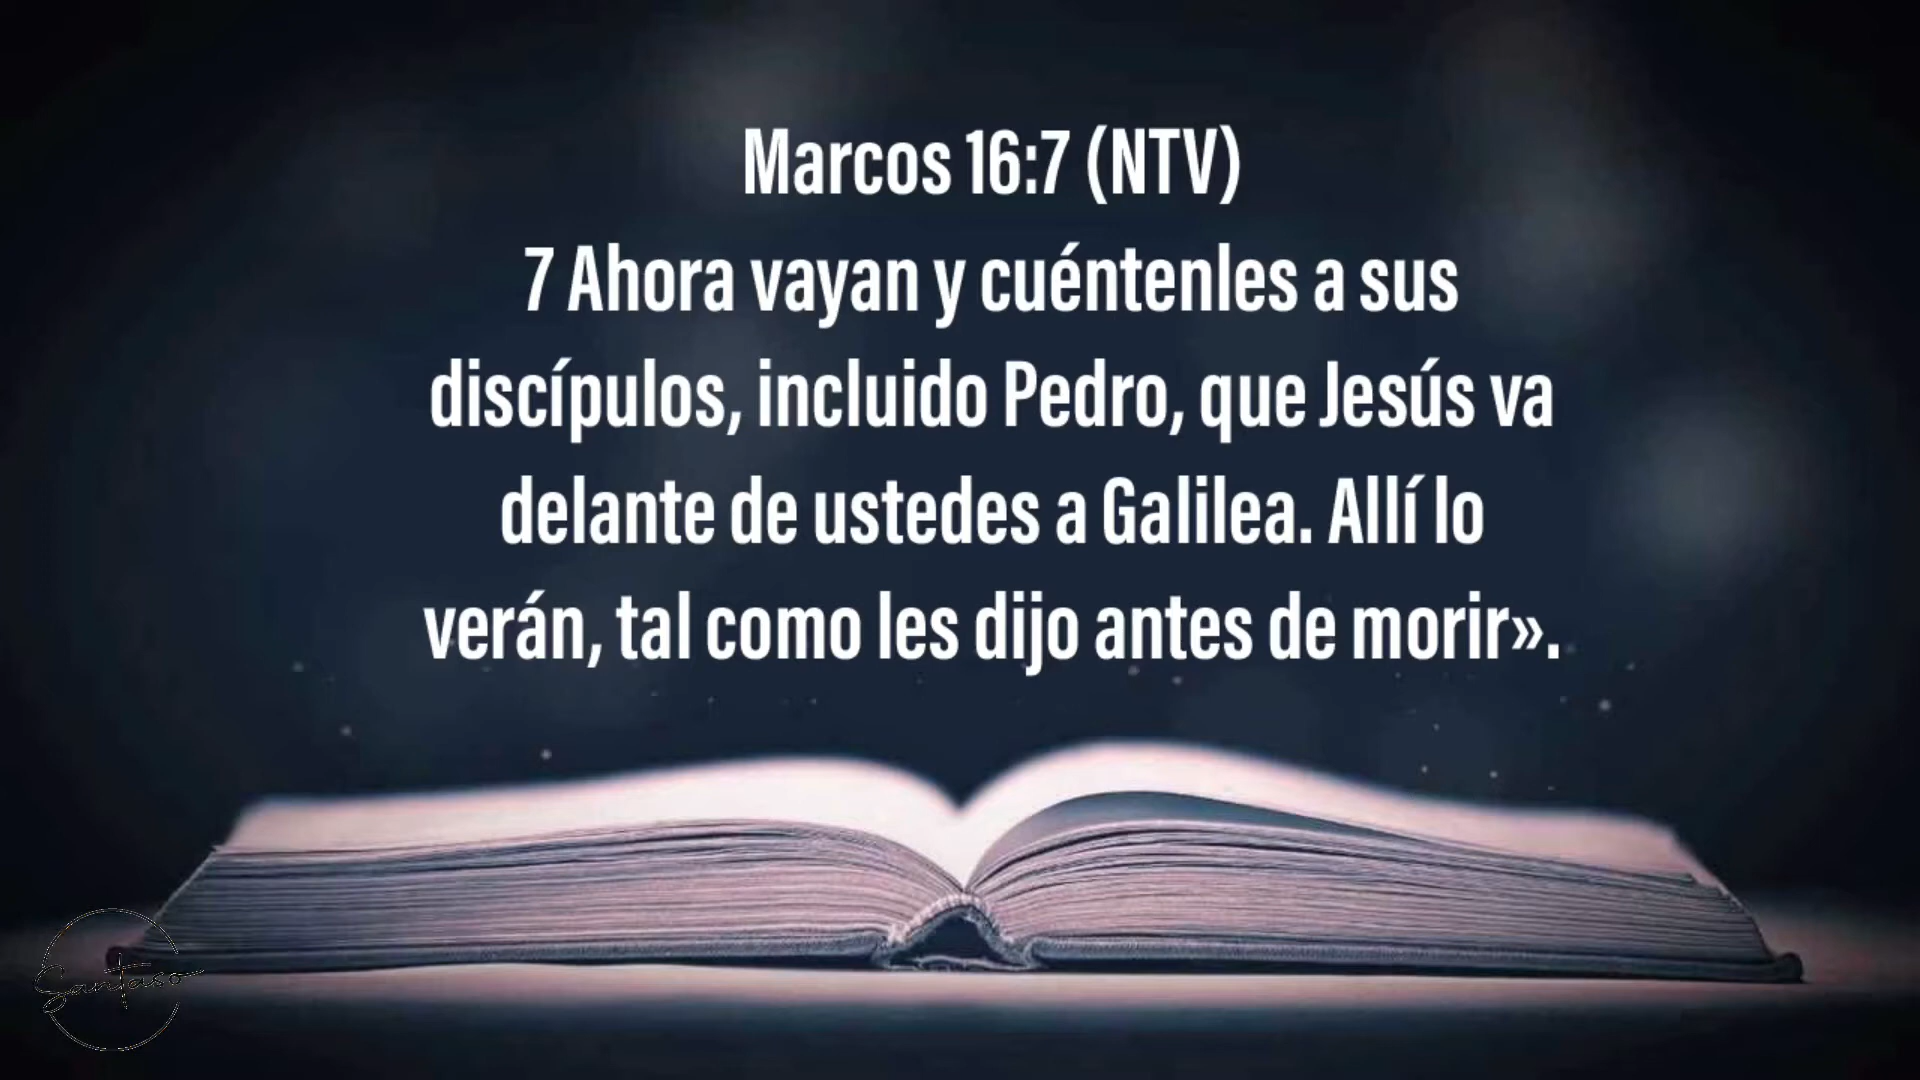 Marcos 16:7 (NTV)
7 Ahora vayan y cuéntenles a sus
discípulos, incluido Pedro, que Jesús va
delante de ustedes a Galilea. Allí lo
verán, tal como les dijo antes de morir».
Santaso